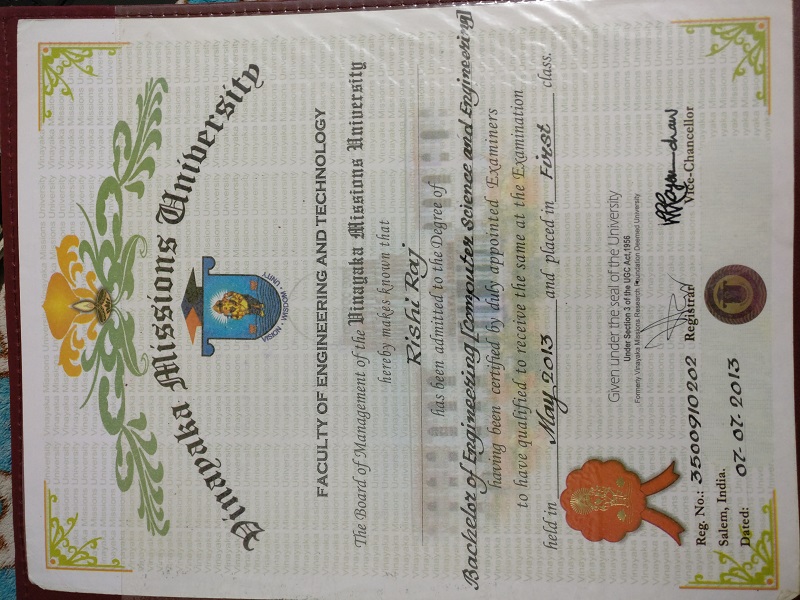 Vinayaka Missions University
VISION · WISDOM · UNITY
FACULTY OF ENGINEERING AND TECHNOLOGY
The Board of Management of the Vinayaka Missions University
hereby makes known that
Rishi Raj
has been admitted to the Degree of
Bachelor of Engineering [Computer Science and Engineering]
having been certified by duly appointed Examiners
to have qualified to receive the same at the Examination
held in May 2013 and placed in First class.
Given under the seal of the University
Under Section 3 of the UGC Act, 1956
Formerly Vinayaka Missions Research Foundation Deemed University
Reg. No.: 3500910202 Registrar Vice-Chancellor
Salem, India.
Dated: 07-07-2013